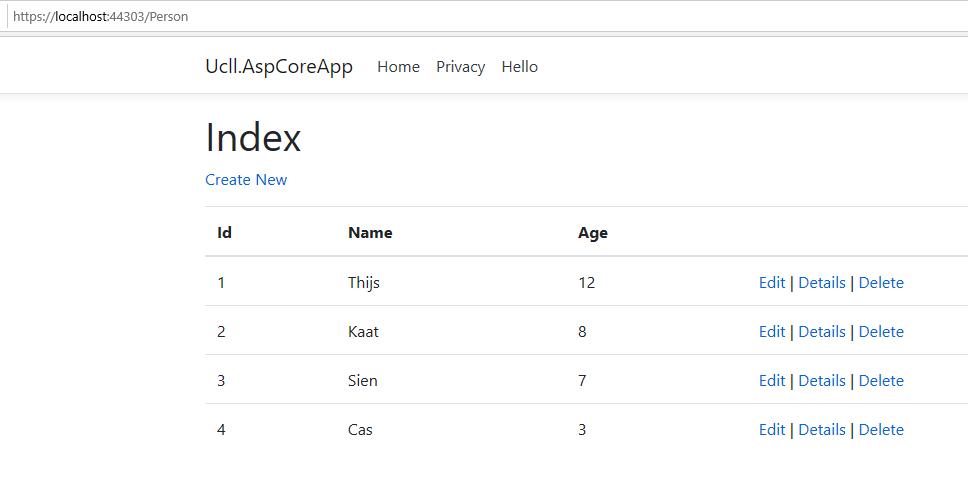 https://localhost:44303/Person
Ucll.AspCoreApp Home Privacy Hello
Index
Create New
Id Name Age
1 Thijs 12 Edit | Details | Delete
2 Kaat 8 Edit | Details | Delete
3 Sien 7 Edit | Details | Delete
4 Cas 3 Edit | Details | Delete